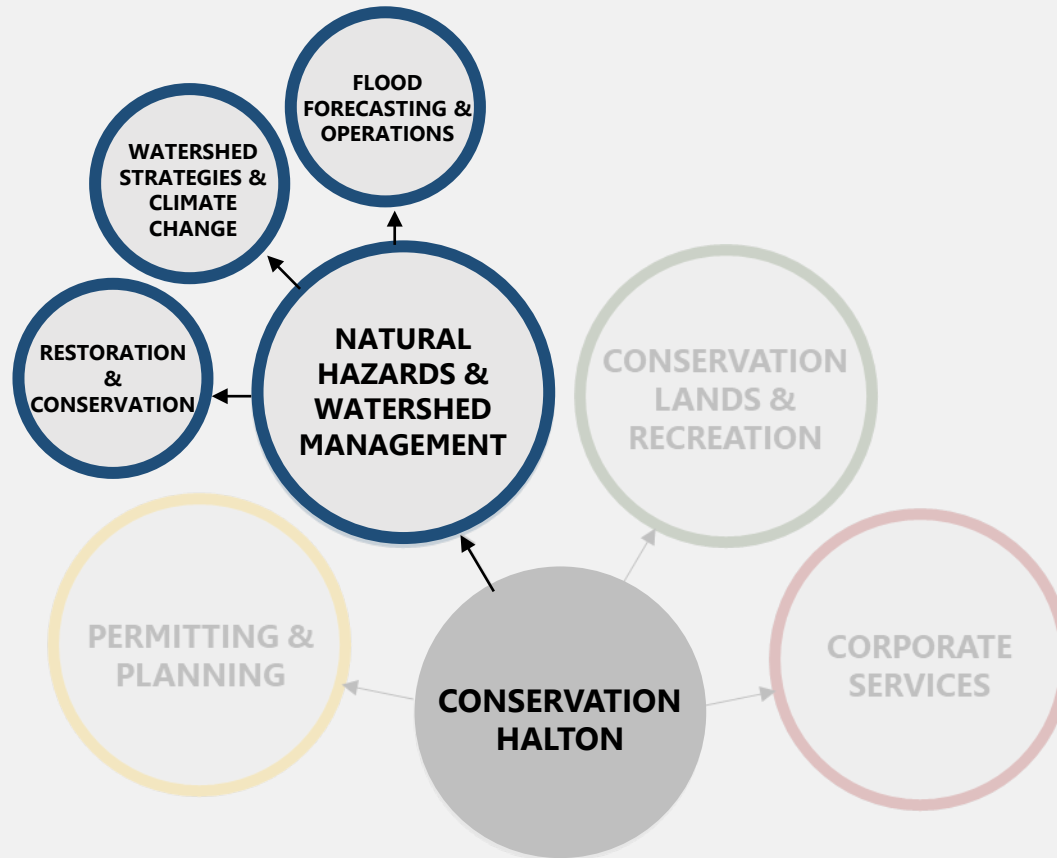 FLOOD
FORECASTING &
OPERATIONS
WATERSHED
STRATEGIES &
CLIMATE
CHANGE
RESTORATION
&
CONSERVATION
NATURAL
HAZARDS &
WATERSHED
MANAGEMENT
CONSERVATION
LANDS &
RECREATION
PERMITTING &
PLANNING
CONSERVATION
HALTON
CORPORATE
SERVICES